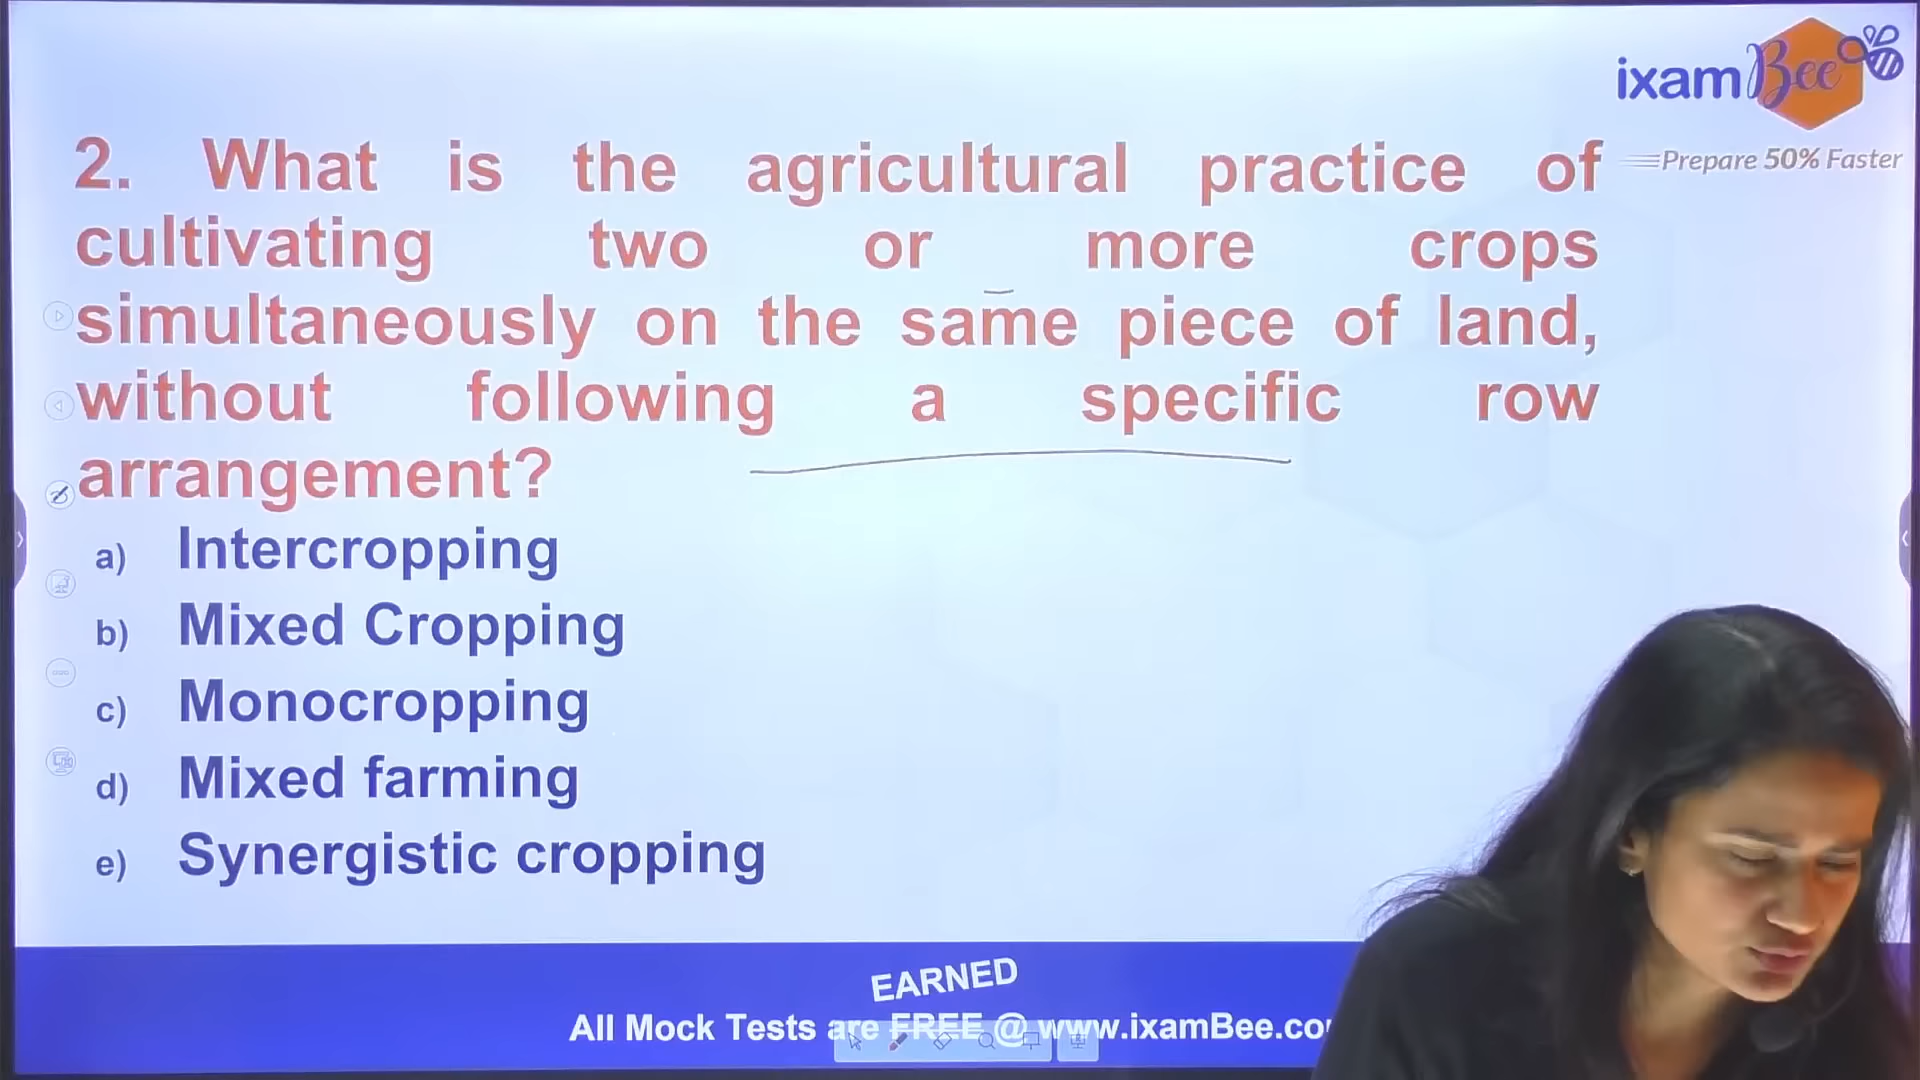 ixamBee
Prepare 50% Faster
2. What is the agricultural practice of
cultivating two or more crops
simultaneously on the same piece of land,
without following a specific row
arrangement?
a) Intercropping
b) Mixed Cropping
c) Monocropping
d) Mixed farming
e) Synergistic cropping
EARNED
All Mock Tests are FREE @ www.ixamBee.co